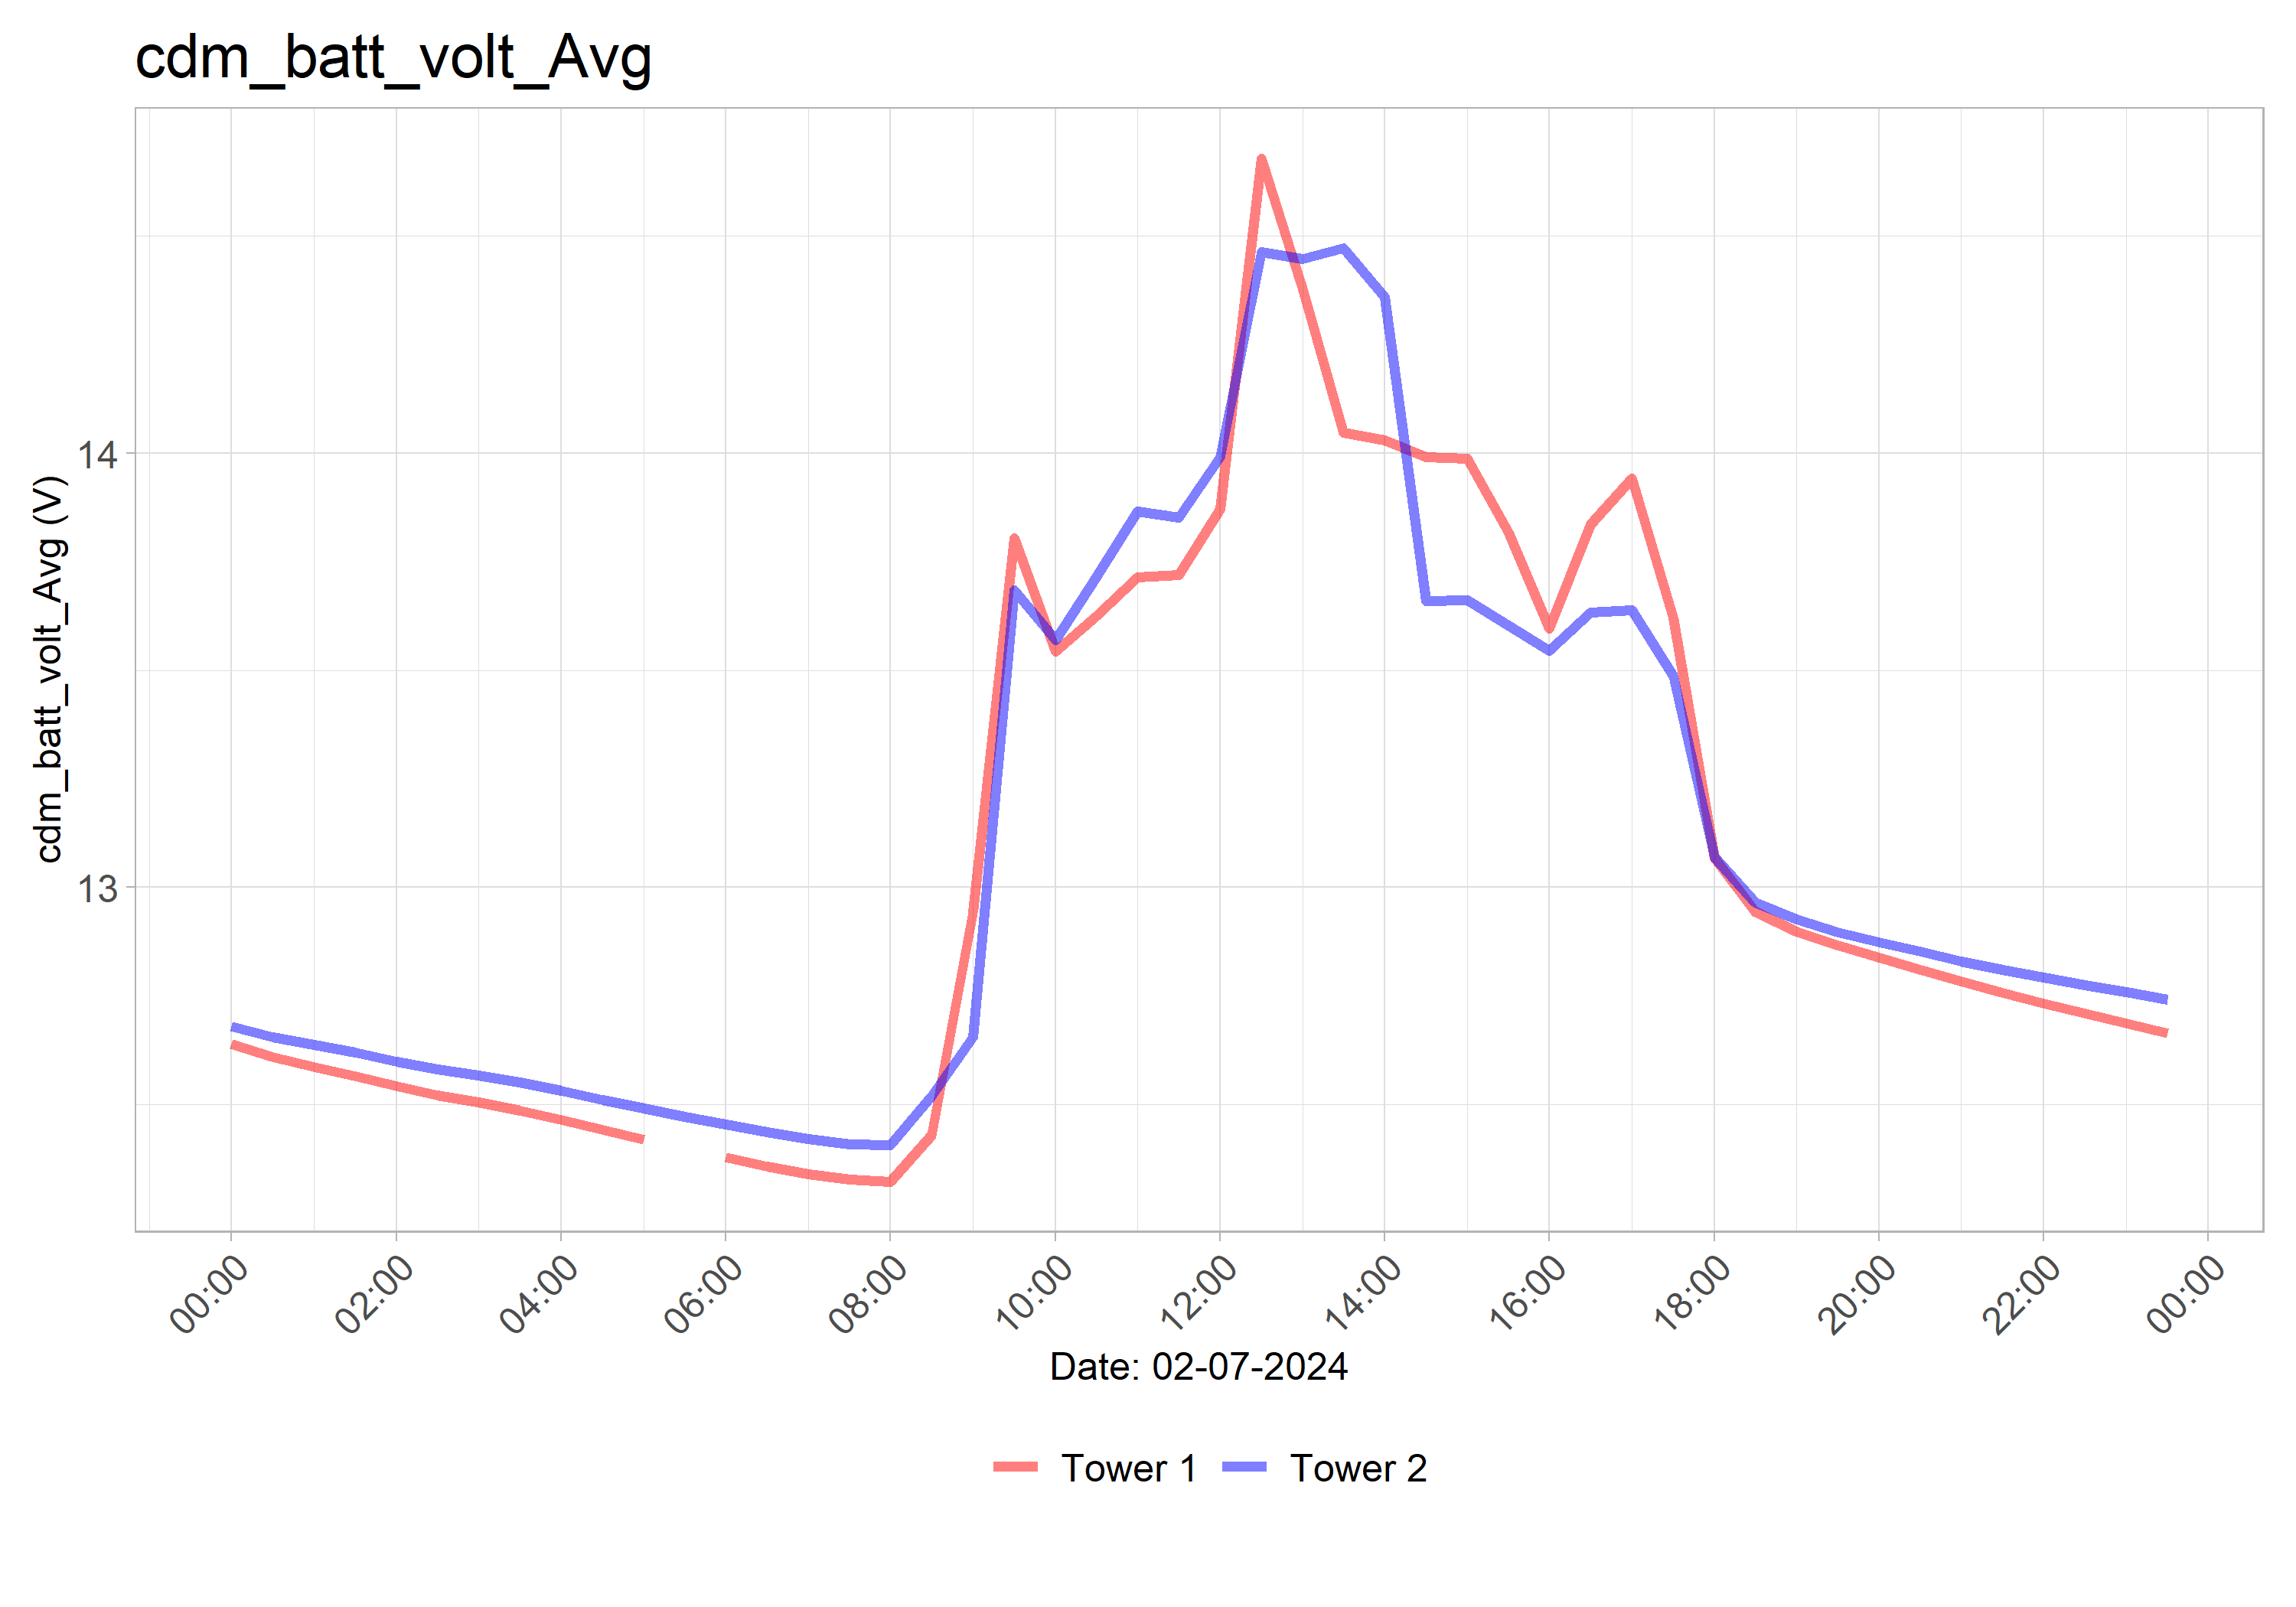 cdm_batt_volt_Avg
cdm_batt_volt_Avg (V)
14
13
00:00 02:00 04:00 06:00 08:00 10:00 12:00 14:00 16:00 18:00 20:00 22:00 00:00
Date: 02-07-2024
Tower 1 Tower 2